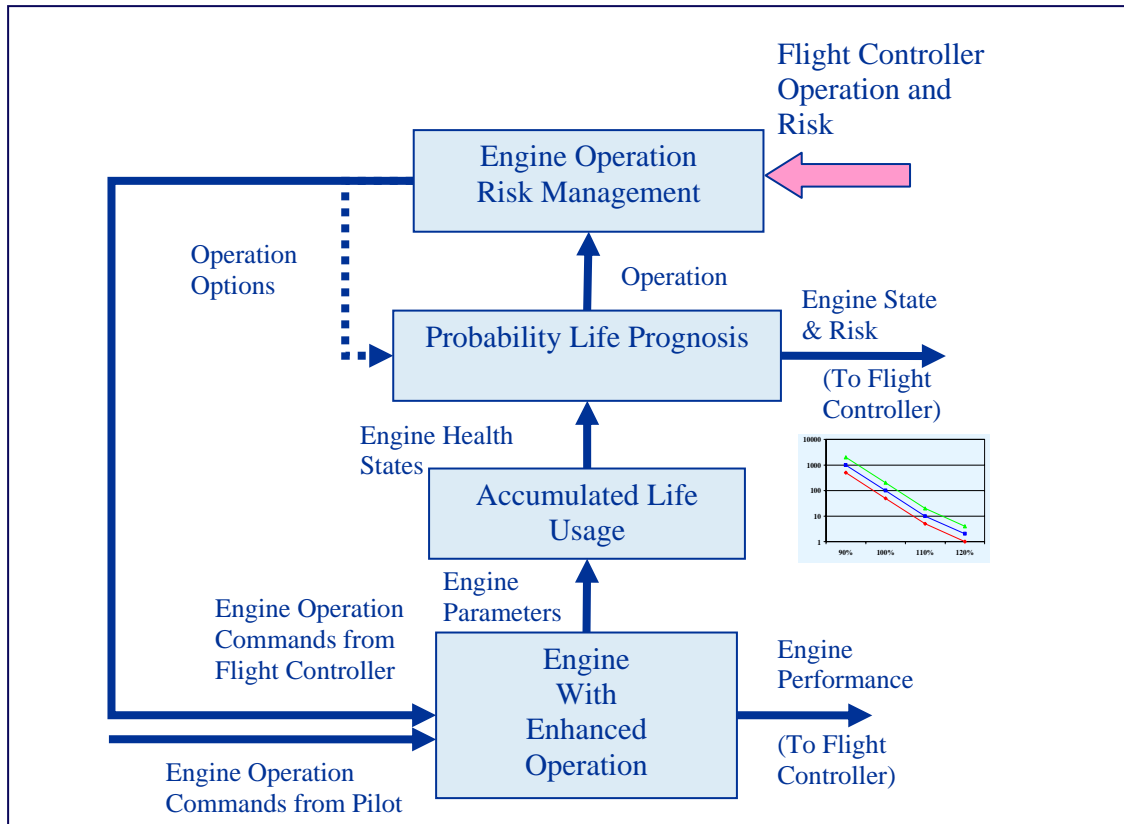 Flight Controller
Operation and
Risk
Engine Operation
Risk Management
Operation
Options
Operation
Engine State
& Risk
Probability Life Prognosis
(To Flight
Controller)
Engine Health
States
10000
1000
100
10
1
90%
100%
110%
120%
Accumulated Life
Usage
Engine
Parameters
Engine Operation
Commands from
Flight Controller
Engine
With
Enhanced
Operation
Engine
Performance
(To Flight
Controller)
Engine Operation
Commands from Pilot